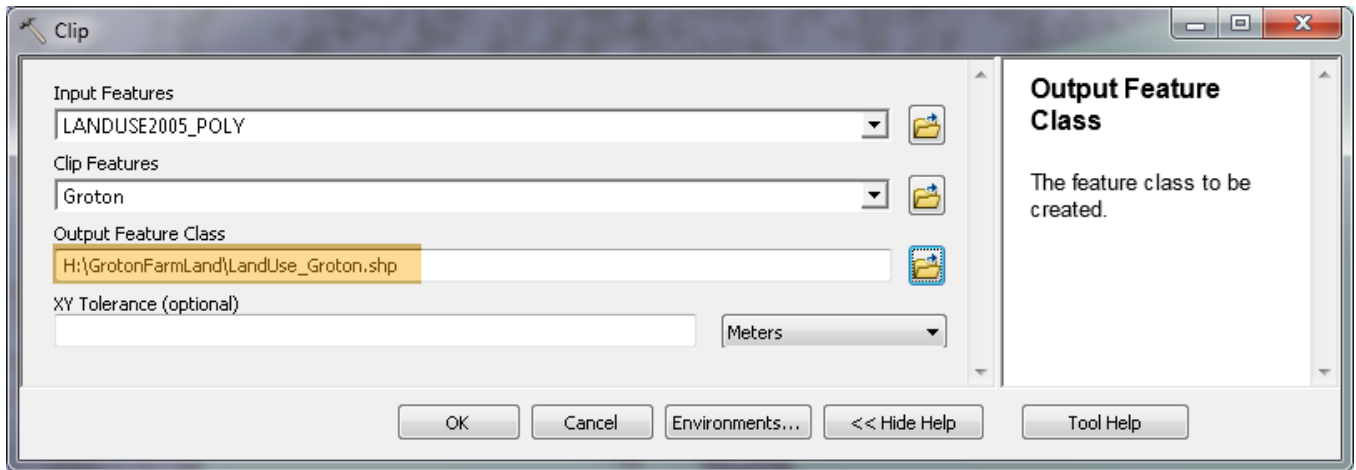 Clip
Input Features
LANDUSE2005_POLY
Clip Features
Groton
Output Feature Class
H:\GrotonFarmLand\LandUse_Groton.shp
XY Tolerance (optional)
Meters
OK
Cancel
Environments...
<< Hide Help
Output Feature
Class
The feature class to be
created.
Tool Help